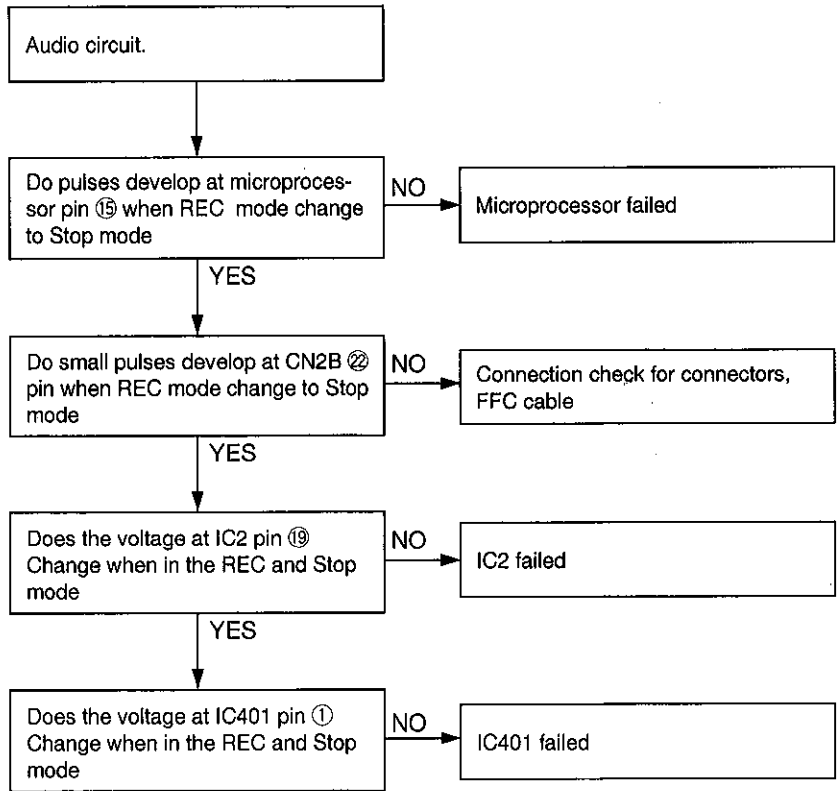 Audio circuit.
Do pulses develop at microproces-
sor pin ⑮ when REC mode change
to Stop mode
NO
Microprocessor failed
YES
Do small pulses develop at CN2B ㉒
pin when REC mode change to Stop
mode
NO
Connection check for connectors,
FFC cable
YES
Does the voltage at IC2 pin ⑲
Change when in the REC and Stop
mode
NO
IC2 failed
YES
Does the voltage at IC401 pin ①
Change when in the REC and Stop
mode
NO
IC401 failed